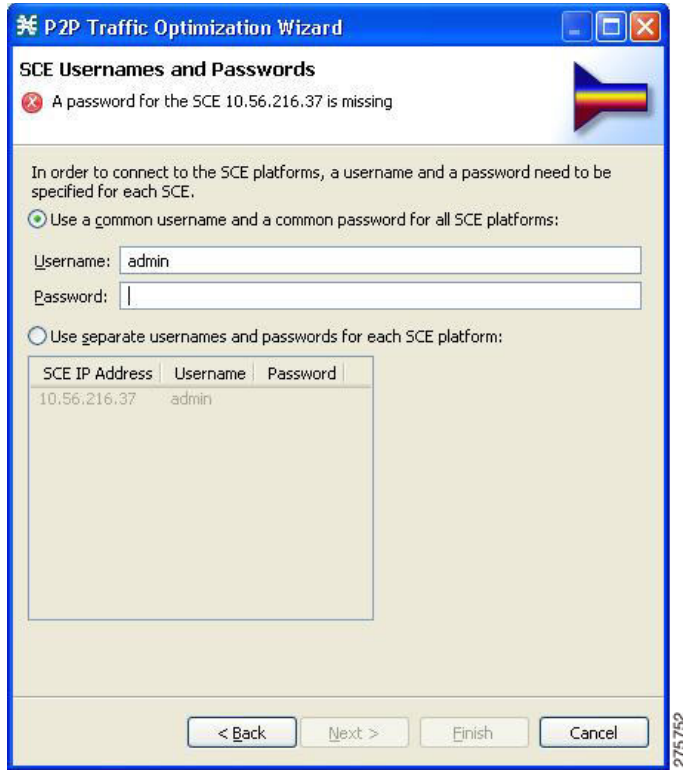 P2P Traffic Optimization Wizard
SCE Usernames and Passwords
A password for the SCE 10.56.216.37 is missing
In order to connect to the SCE platforms, a username and a password need to be
specified for each SCE.
Use a common username and a common password for all SCE platforms:
Username: admin
Password:
Use separate usernames and passwords for each SCE platform:
SCE IP Address Username Password
10.56.216.37 admin
< Back Next > Finish Cancel
275752